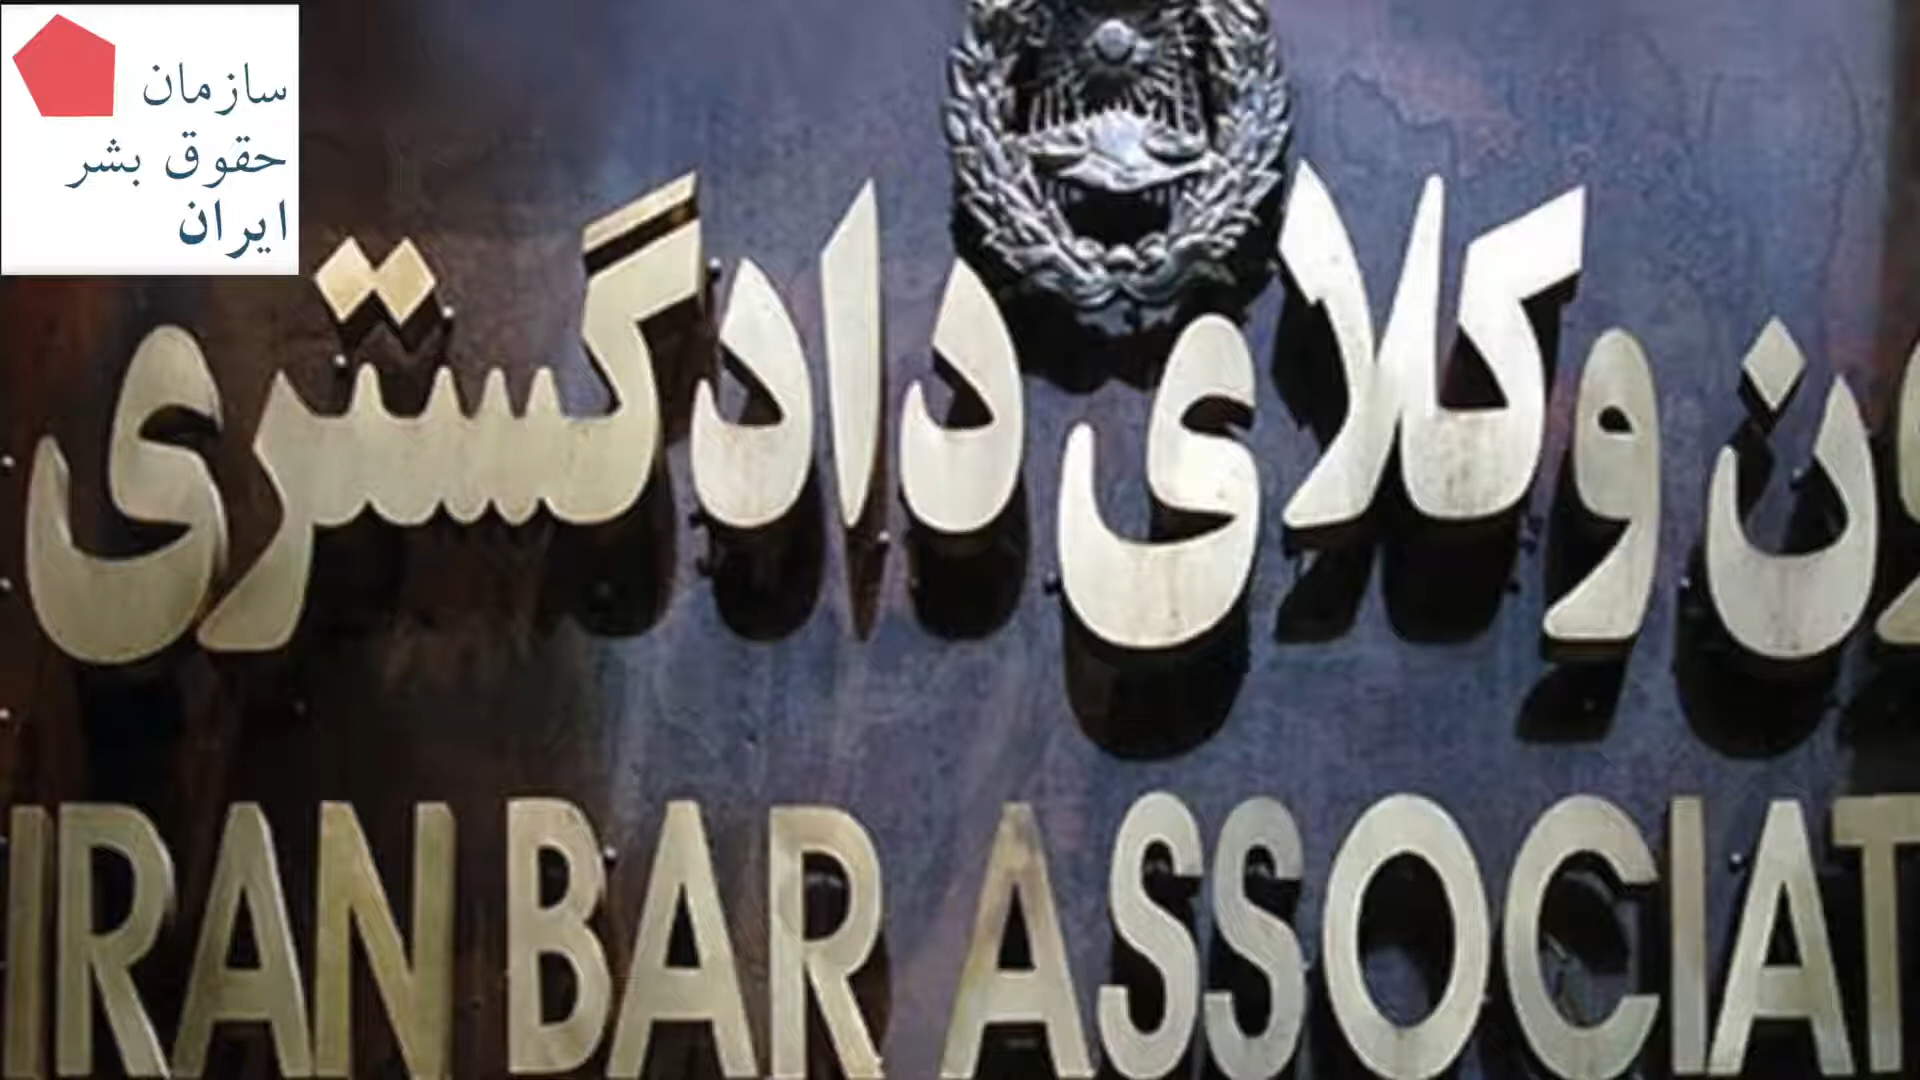 سازمان
حقوق بشر
ایران
ون وکلای دادگستری
IRAN BAR ASSOCIAT